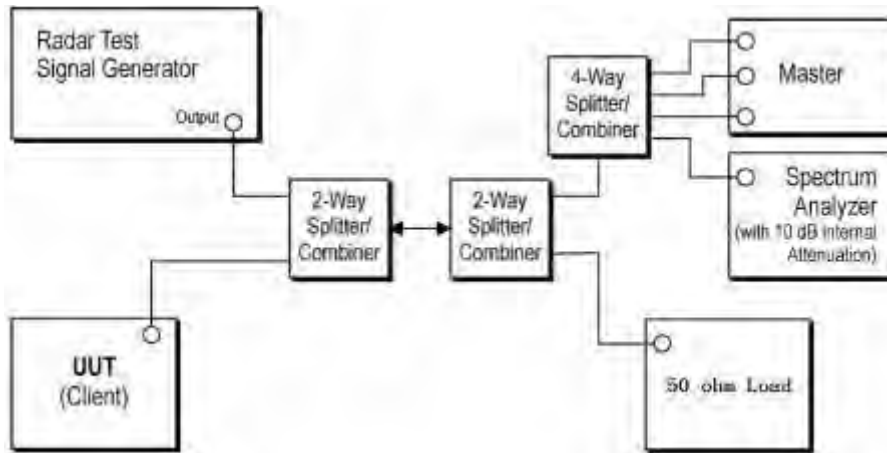 Radar Test
Signal Generator
Output
4-Way
Splitter/
Combiner
Master
2-Way
Splitter/
Combiner
2-Way
Splitter/
Combiner
Spectrum
Analyzer
(with 10 dB internal
Attenuation)
UUT
(Client)
50 ohm Load